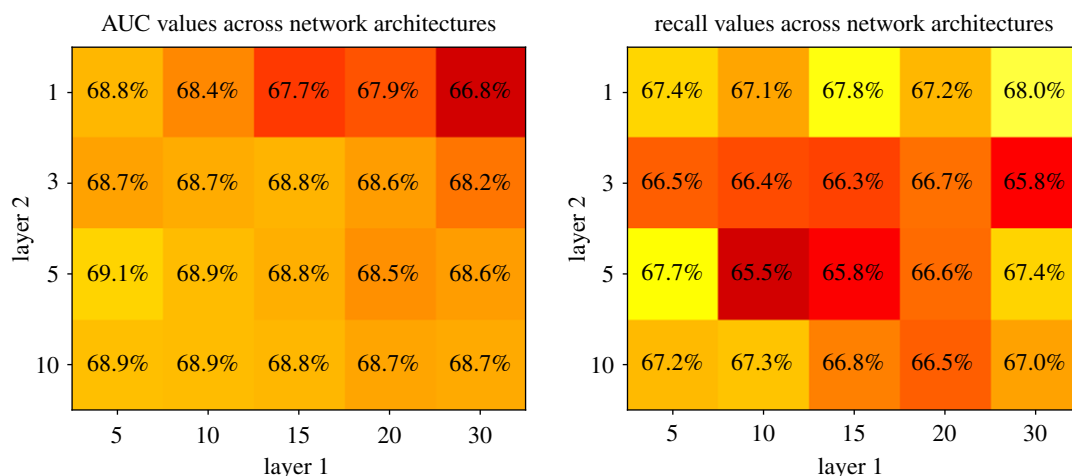 AUC values across network architectures
1 68.8% 68.4% 67.7% 67.9% 66.8%
3 68.7% 68.7% 68.8% 68.6% 68.2%
layer 2
5 69.1% 68.9% 68.8% 68.5% 68.6%
10 68.9% 68.9% 68.8% 68.7% 68.7%
5 10 15 20 30
layer 1
recall values across network architectures
1 67.4% 67.1% 67.8% 67.2% 68.0%
3 66.5% 66.4% 66.3% 66.7% 65.8%
layer 2
5 67.7% 65.5% 65.8% 66.6% 67.4%
10 67.2% 67.3% 66.8% 66.5% 67.0%
5 10 15 20 30
layer 1